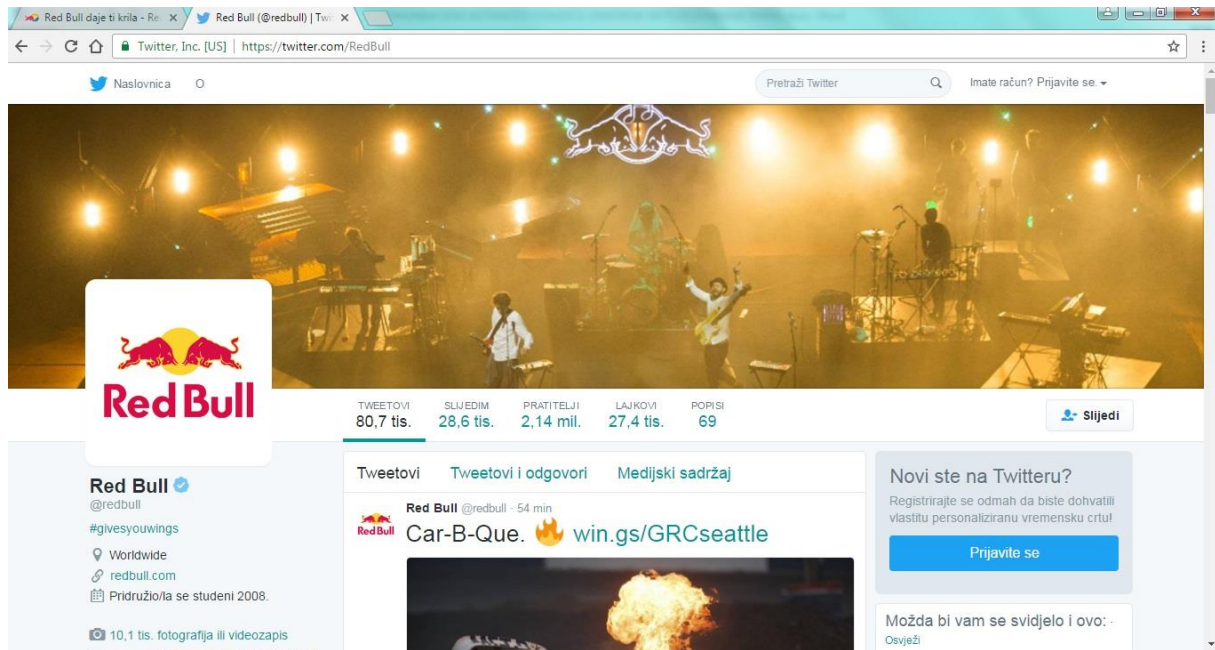 Red Bull daje ti krila - Re
Red Bull (@redbull) | Twi
Twitter, Inc. [US] | https://twitter.com/RedBull
Naslovnica O
Pretraži Twitter
Imate račun? Prijavite se.
Red Bull
TWEETOVI SLIJEDIM PRATITELJI LAJKOVI POPISI
80,7 tis. 28,6 tis. 2,14 mil. 27,4 tis. 69
Slijedi
Red Bull
@redbull
#givesyouwings
Worldwide
redbull.com
Pridružio/la se studeni 2008.
10,1 tis. fotografija ili videozapis
Tweetovi Tweetovi i odgovori Medijski sadržaj
Red Bull @redbull · 54 min
Red Bull
Car-B-Que. 🔥 win.gs/GRCseattle
Novi ste na Twitteru?
Registrirajte se odmah da biste dohvatili
vlastitu personaliziranu vremensku crtu!
Prijavite se
Možda bi vam se svidjelo i ovo: ·
Osvježi